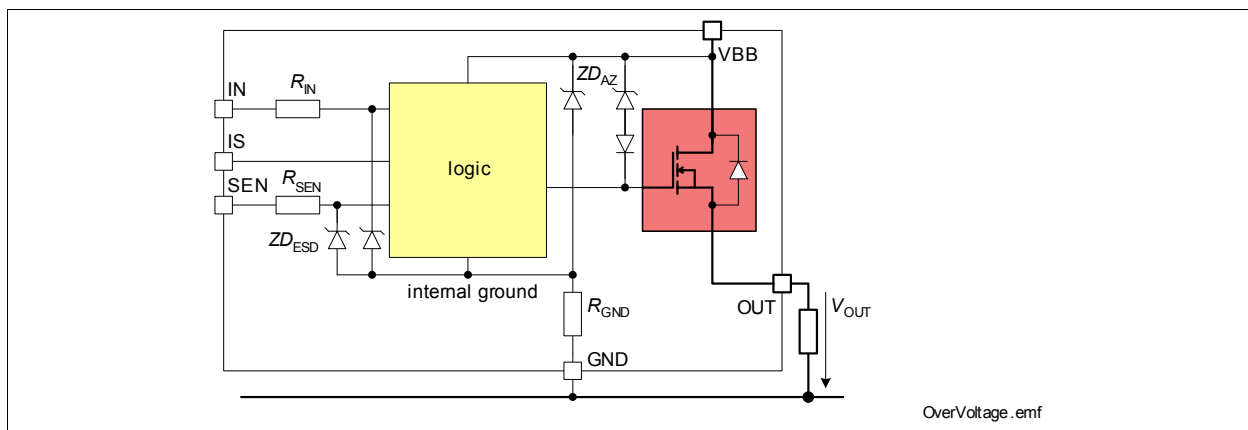 VBB
IN
RIN
ZDAZ
IS
logic
SEN
RSEN
ZDESD
internal ground
RGND
OUT
VOUT
GND
OverVoltage.emf